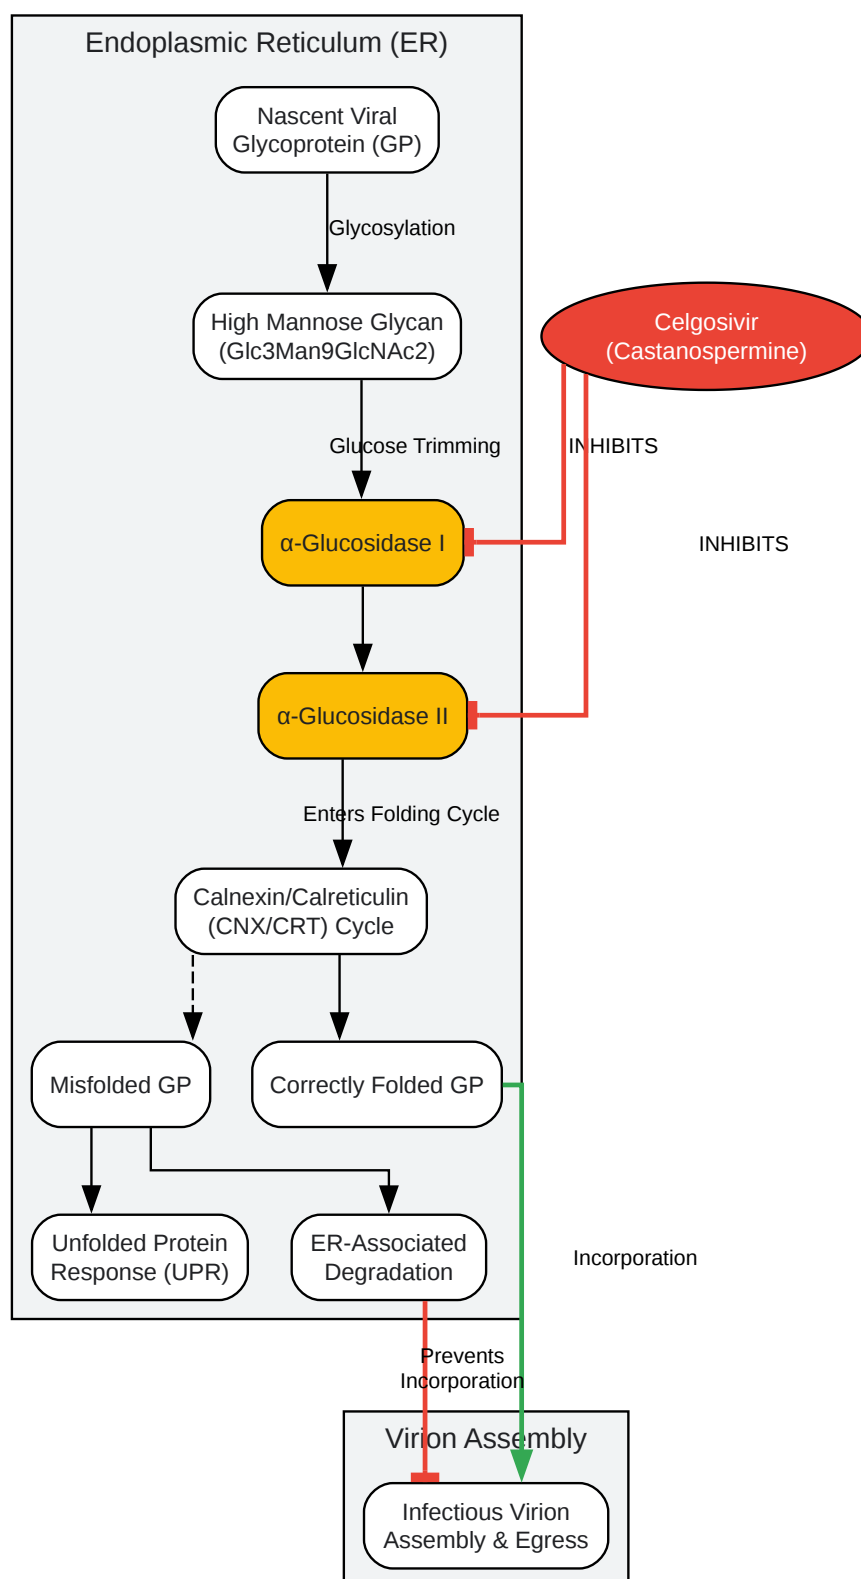 Endoplasmic Reticulum (ER)
Nascent Viral
Glycoprotein (GP)
Glycosylation
High Mannose Glycan
(Glc3Man9GlcNAc2)
Celgosivir
(Castanospermine)
Glucose Trimming
INHIBITS
α-Glucosidase I
INHIBITS
α-Glucosidase II
Enters Folding Cycle
Calnexin/Calreticulin
(CNX/CRT) Cycle
Misfolded GP
Correctly Folded GP
Unfolded Protein
Response (UPR)
ER-Associated
Degradation
Incorporation
Prevents
Incorporation
Virion Assembly
Infectious Virion
Assembly & Egress